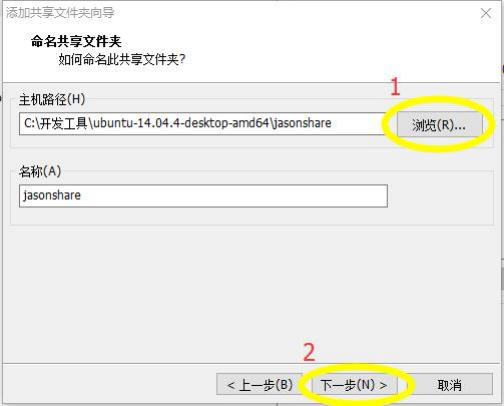 添加共享文件夹向导
命名共享文件夹
如何命名此共享文件夹?
1
主机路径(H)
C:\开发工具\ubuntu-14.04.4-desktop-amd64\jasonshare
浏览(R)...
名称(A)
jasonshare
2
< 上一步(B)
下一步(N) >
取消